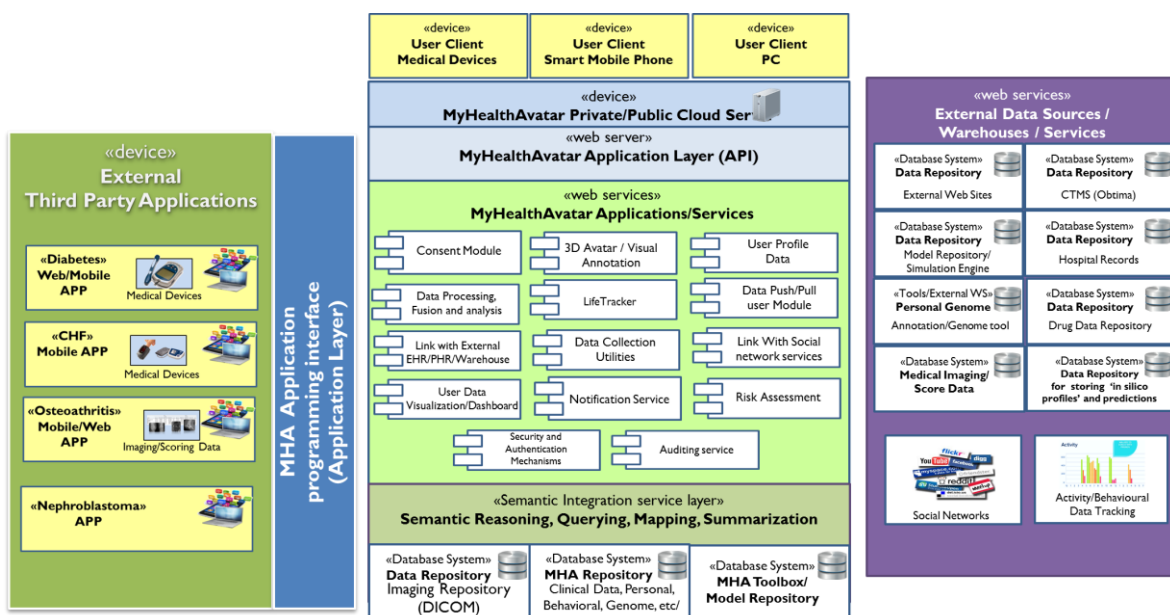 «device»
User Client
Medical Devices
«device»
User Client
Smart Mobile Phone
«device»
User Client
PC
«device»
MyHealthAvatar Private/Public Cloud Ser
«web server»
MyHealthAvatar Application Layer (API)
«web services»
MyHealthAvatar Applications/Services
Consent Module
3D Avatar / Visual
Annotation
User Profile
Data
Data Processing,
Fusion and analysis
LifeTracker
Data Push/Pull
user Module
Link with External
EHR/PHR/Warehouse
Data Collection
Utilities
Link With Social
network services
User Data
Visualization/Dashboard
Notification Service
Risk Assessment
Security and
Authentication
Mechanisms
Auditing service
«Semantic Integration service layer»
Semantic Reasoning, Querying, Mapping, Summarization
«Database System»
Data Repository
Imaging Repository
(DICOM)
«Database System»
MHA Repository
Clinical Data, Personal,
Behavioral, Genome, etc/
«Database System»
MHA Toolbox/
Model Repository
«device»
External
Third Party Applications
«Diabetes»
Web/Mobile
APP
Medical Devices
«CHF»
Mobile APP
Medical Devices
«Osteoathritis»
Mobile/Web
APP
Imaging/Scoring Data
«Nephroblastoma»
APP
MHA Application
programming interface
(Application Layer)
«web services»
External Data Sources /
Warehouses / Services
«Database System»
Data Repository
External Web Sites
«Database System»
Data Repository
CTMS (Obtima)
«Database System»
Data Repository
Model Repository/
Simulation Engine
«Database System»
Data Repository
Hospital Records
«Tools/External WS»
Personal Genome
Annotation/Genome tool
«Database System»
Data Repository
Drug Data Repository
«Database System»
Medical Imaging/
Score Data
«Database System»
Data Repository
for storing ‘in silico
profiles’ and predictions
flickr
digg
You Tube
facebook
reddit
Social Networks
Activity
Activity/Behavioural
Data Tracking